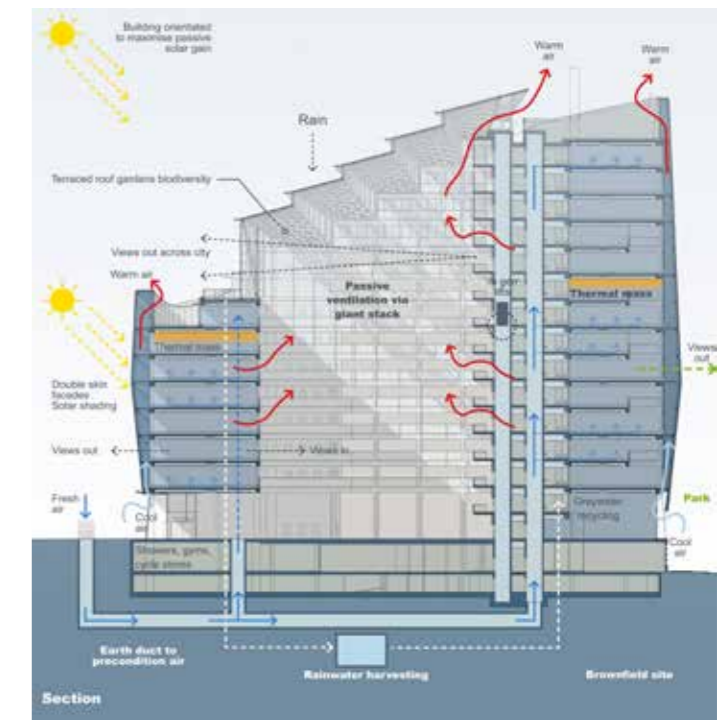 Building orientated
to maximise passive
solar gain
Warm
air
Warm
air
Rain
Terraced roof gardens biodiversity
Views out across city
Warm air
Passive
ventilation via
giant stack
Thermal mass
Thermal mass
Views
out
Double skin
facades
Solar shading
Views out
Views in
Fresh
air
Cool
air
Greywater
recycling
Park
Cool
air
Showers, gyms,
cycle stores
Earth duct to
precondition air
Rainwater harvesting
Brownfield site
Section